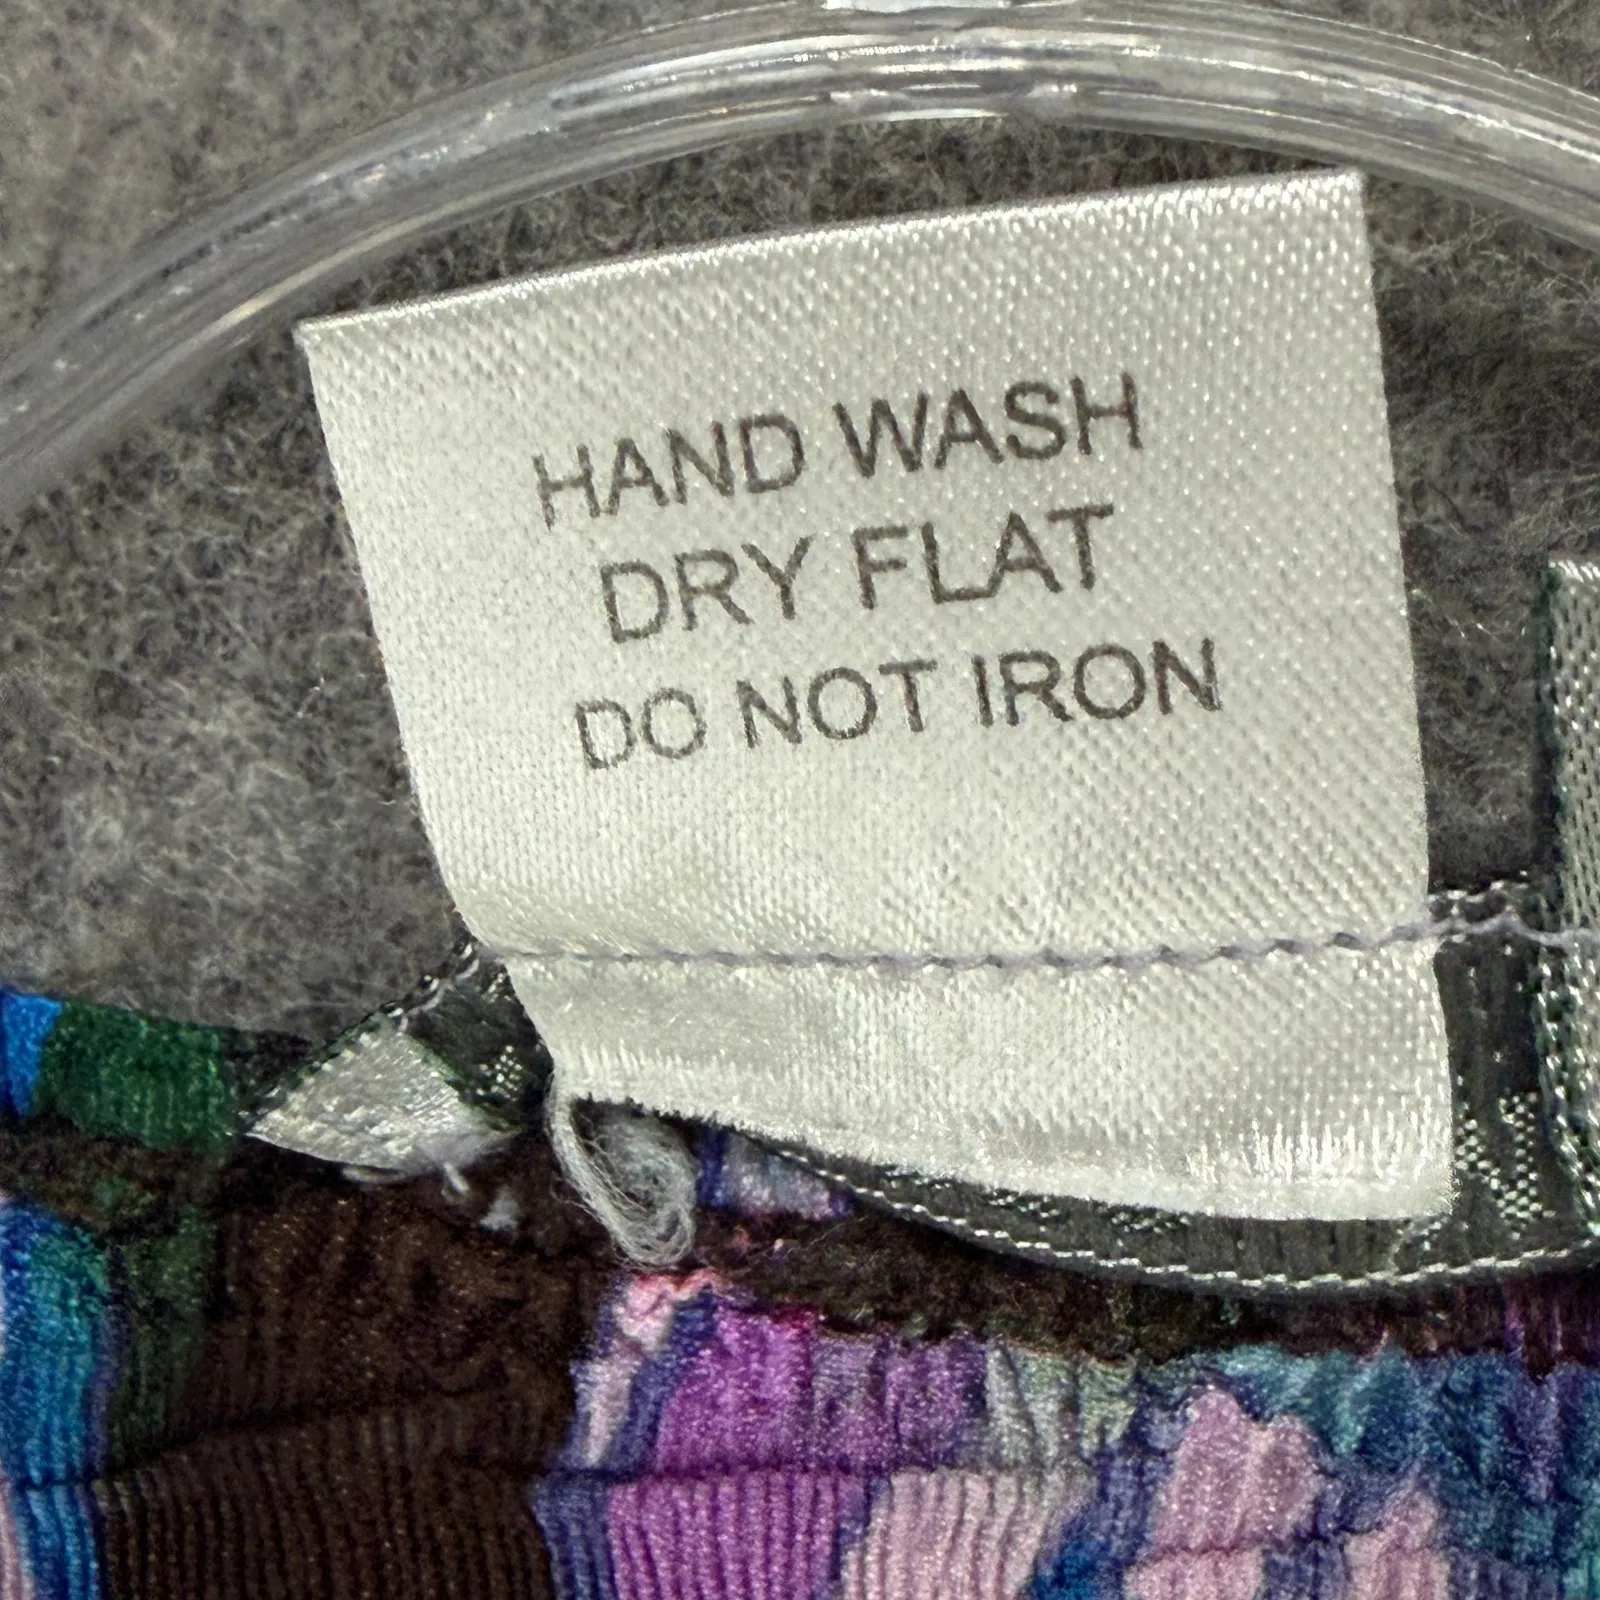 HAND WASH
DRY FLAT
DO NOT IRON